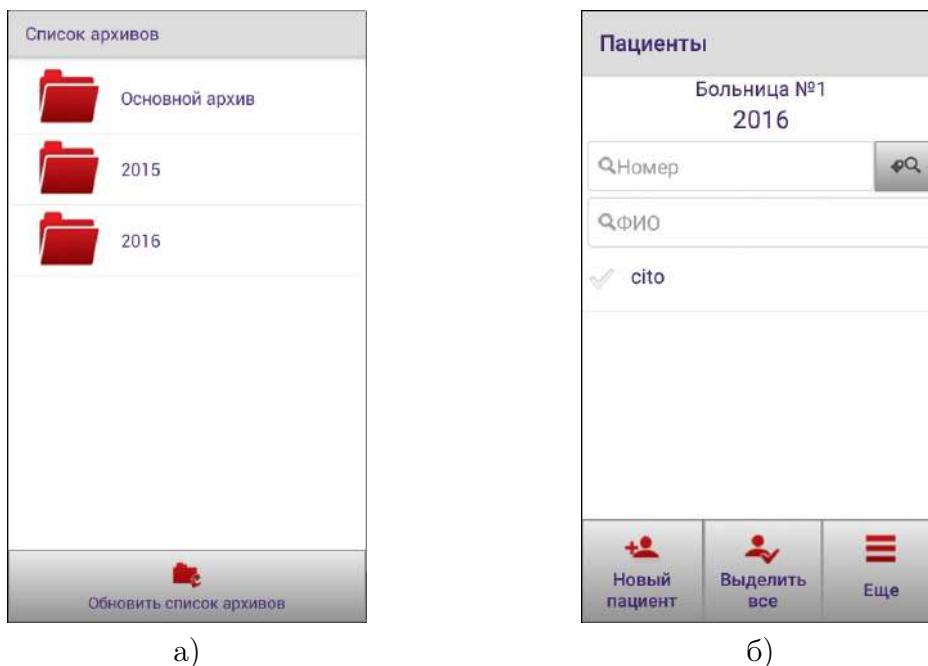 Список архивов
Основной архив
2015
2016
Обновить список архивов
а)
Пациенты
Больница №1
2016
Номер
ФИО
cito
Новый
пациент
Выделить
все
Еще
б)